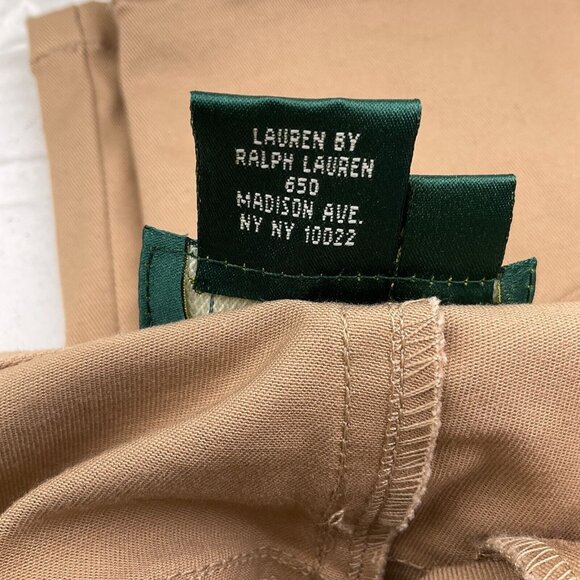 LAUREN BY
RALPH LAUREN
650
MADISON AVE.
NY NY 10022